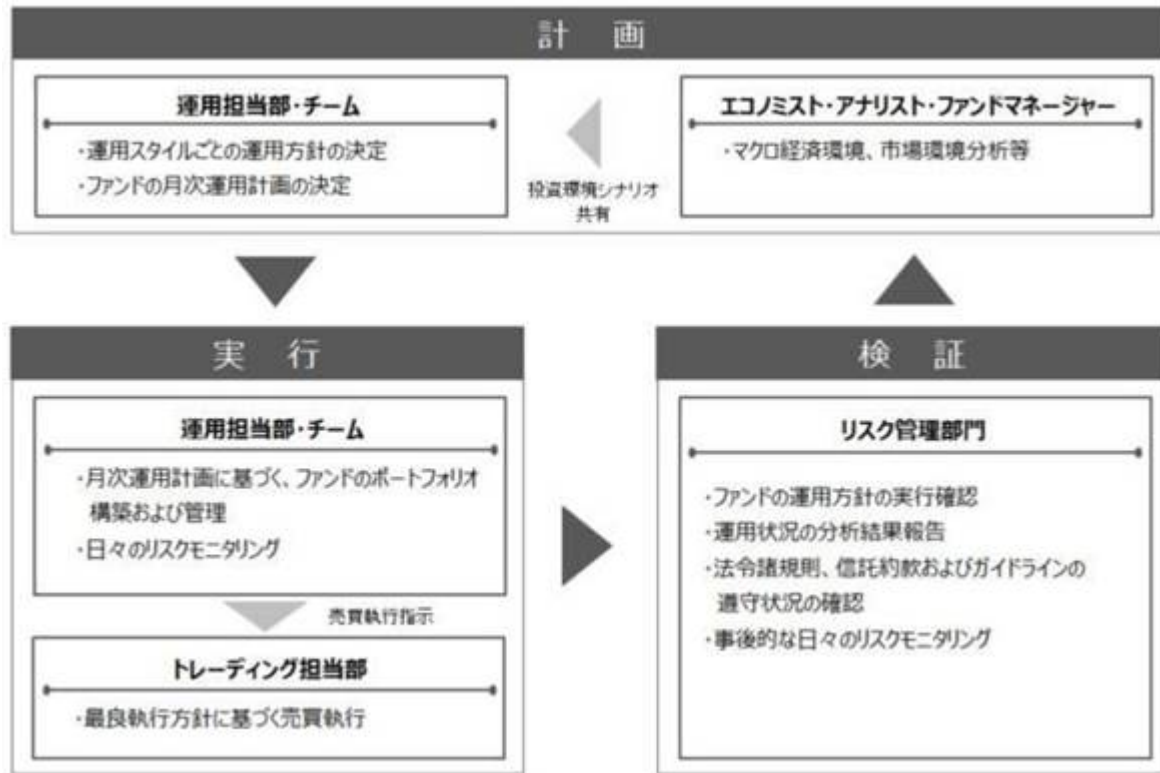 計 画
運用担当部・チーム
・運用スタイルごとの運用方針の決定
・ファンドの月次運用計画の決定
投資環境シナリオ
共有
エコノミスト・アナリスト・ファンドマネージャー
・マクロ経済環境、市場環境分析等
実 行
運用担当部・チーム
・月次運用計画に基づく、ファンドのポートフォリオ
構築および管理
・日々のリスクモニタリング
売買執行指示
トレーディング担当部
・最良執行方針に基づく売買執行
検 証
リスク管理部門
・ファンドの運用方針の実行確認
・運用状況の分析結果報告
・法令諸規則、信託約款およびガイドラインの
遵守状況の確認
・事後的な日々のリスクモニタリング